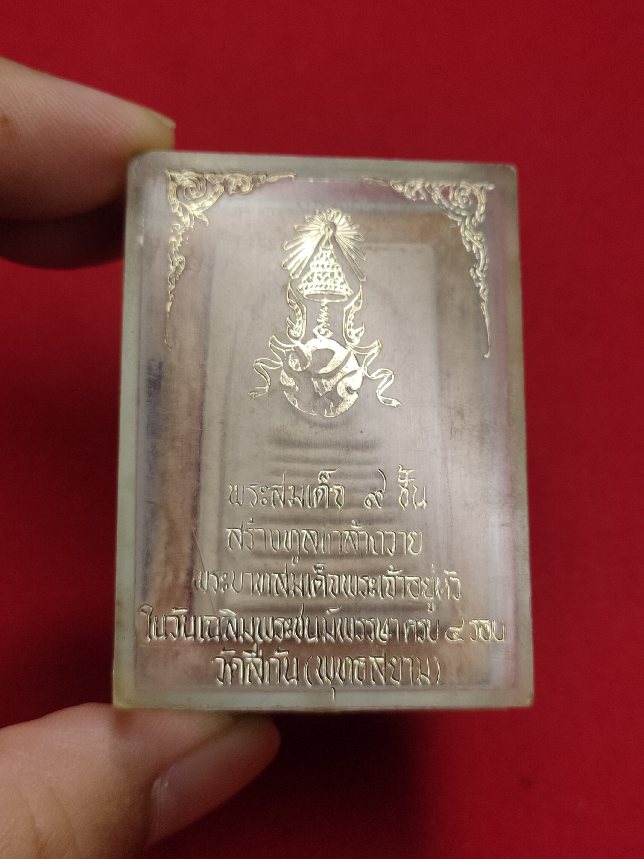 พระสมเด็จ ๙ ชั้น
สร้างทูลเกล้าถวาย
พระบาทสมเด็จพระเจ้าอยู่หัว
ในวันเฉลิมพระชนม์พรรษาครบ ๔ รอบ
วัดสีกัน(พุทธสยาม)